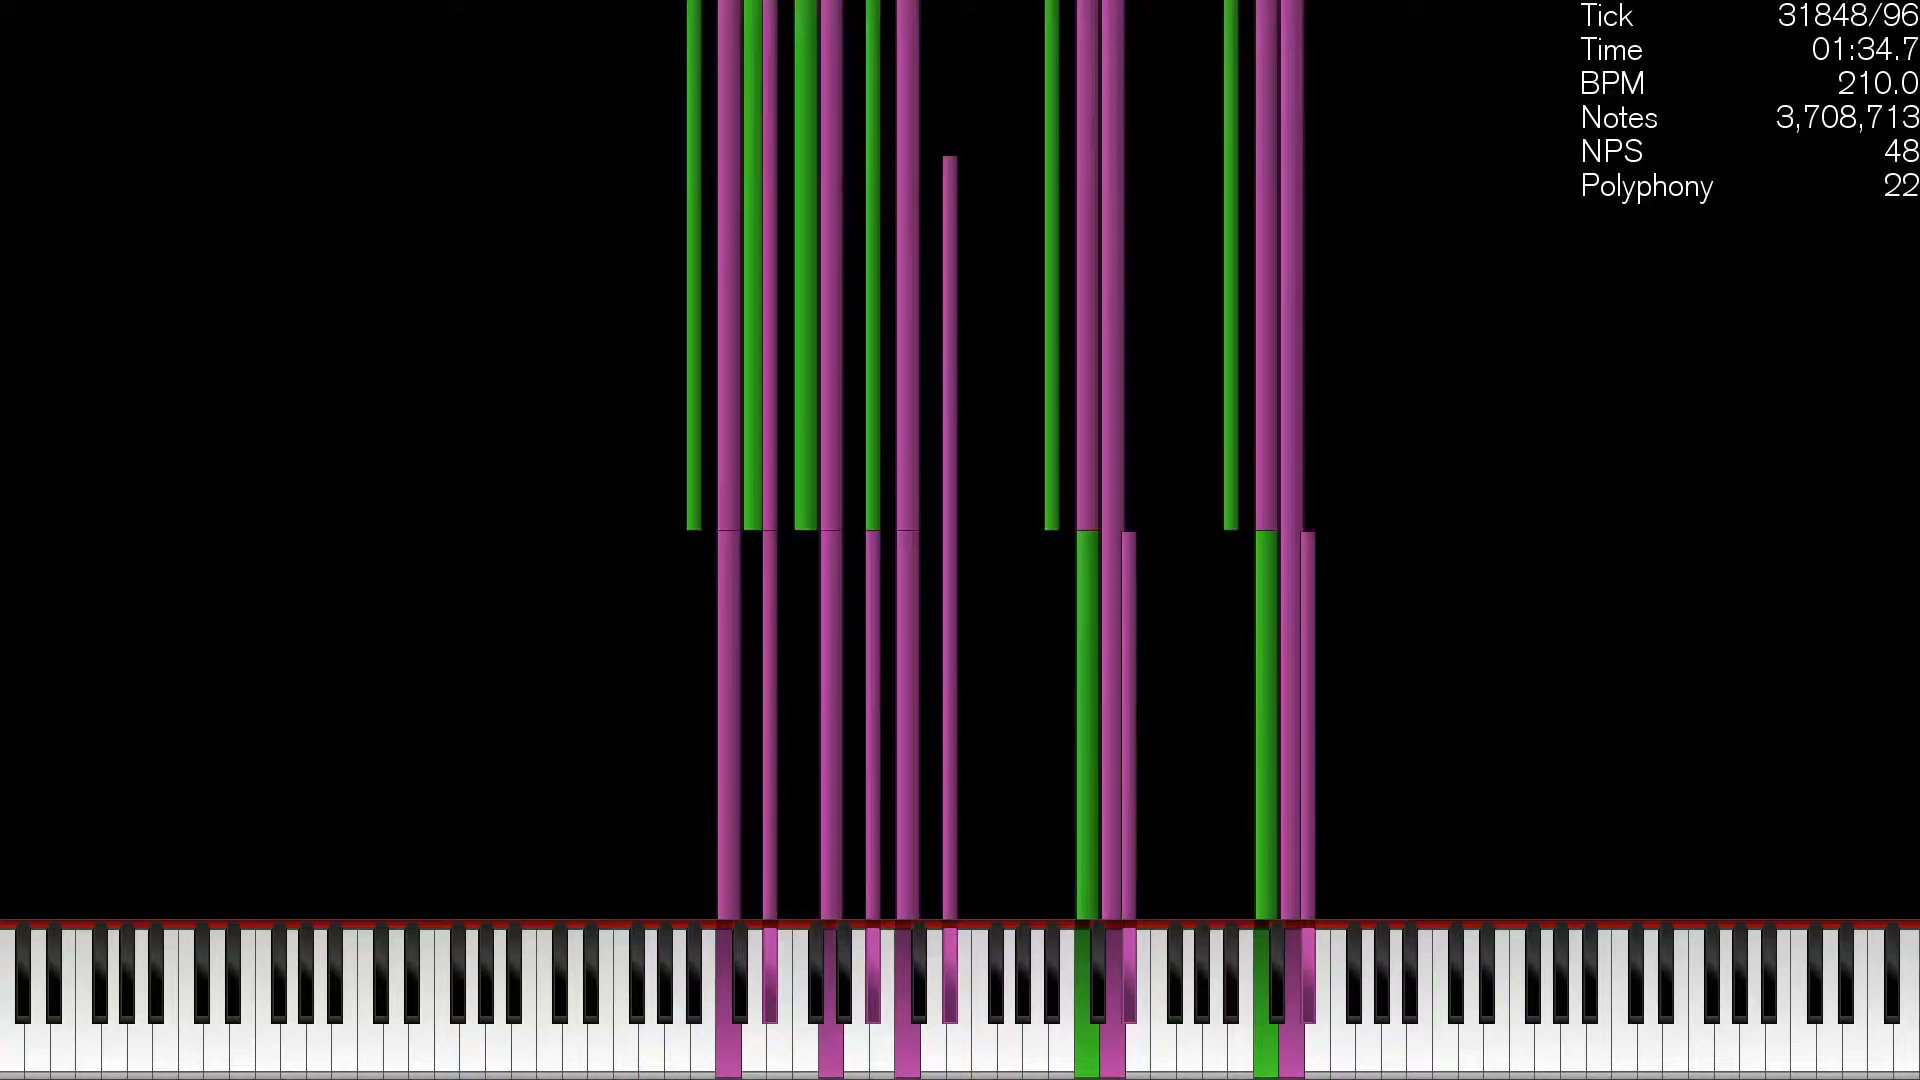 Tick 31848/96
Time 01:34.7
BPM 210.0
Notes 3,708,713
NPS 48
Polyphony 22